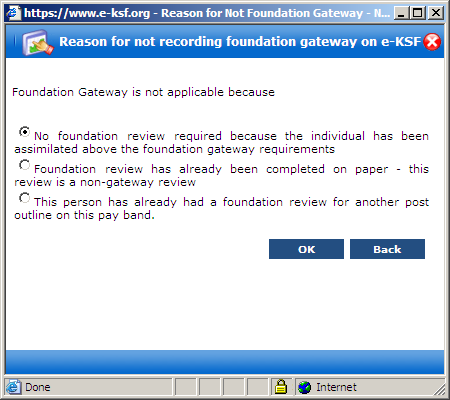 https://www.e-ksf.org - Reason for Not Foundation Gateway - N...
Reason for not recording foundation gateway on e-KSF
Foundation Gateway is not applicable because
No foundation review required because the individual has been
assimilated above the foundation gateway requirements
Foundation review has already been completed on paper - this
review is a non-gateway review
This person has already had a foundation review for another post
outline on this pay band.
OK Back
Done Internet